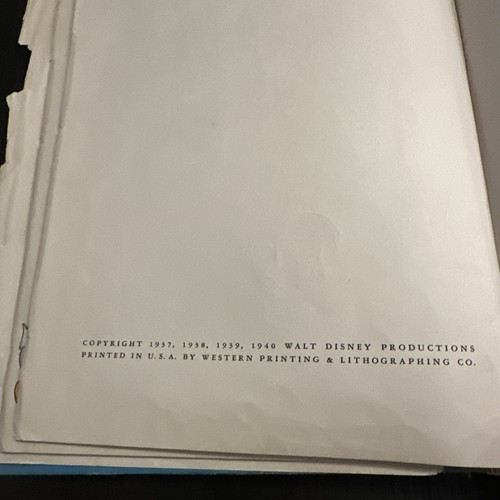 COPYRIGHT 1937, 1938, 1939, 1940 WALT DISNEY PRODUCTIONS
PRINTED IN U.S.A. BY WESTERN PRINTING & LITHOGRAPHING CO.